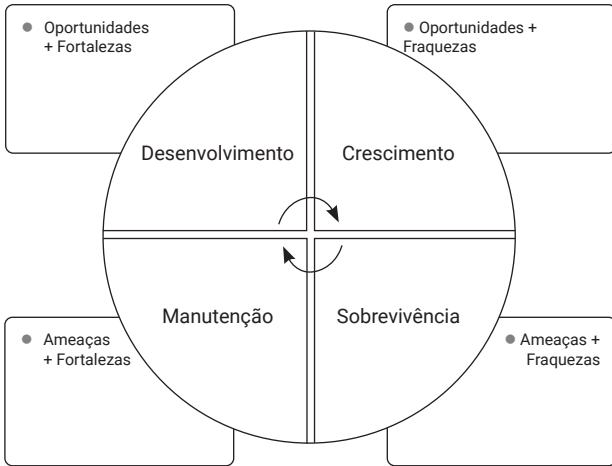 Oportunidades
+ Fortalezas
Oportunidades +
Fraquezas
Desenvolvimento
Crescimento
Manutenção
Sobrevivência
Ameaças
+ Fortalezas
Ameaças +
Fraquezas